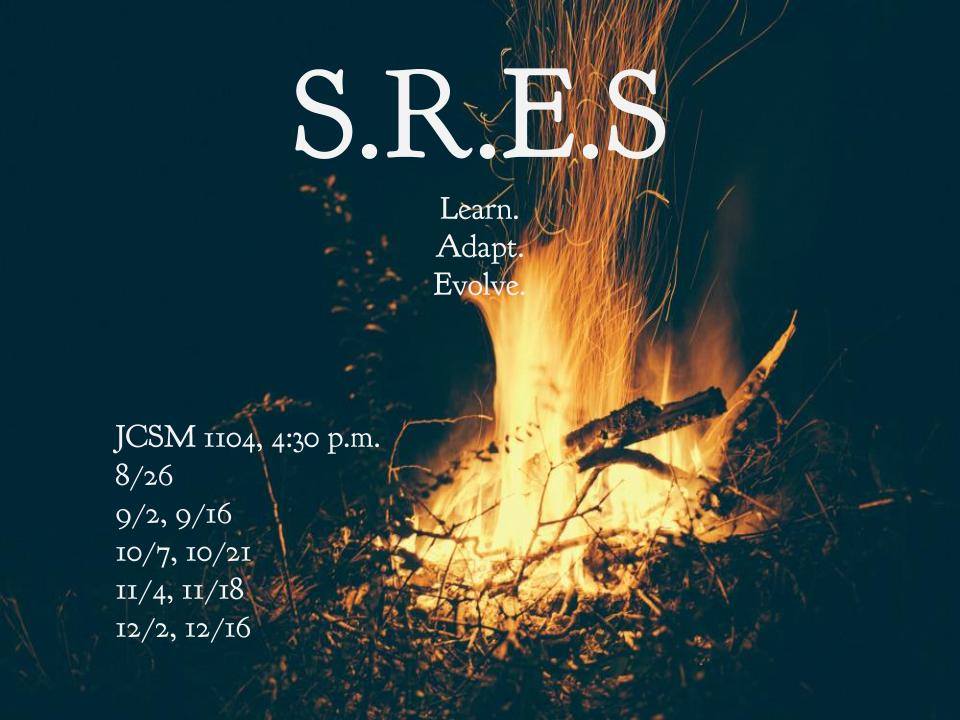 S.R.E.S
Learn.
Adapt.
Evolve.
JCSM 1104, 4:30 p.m.
8/26
9/2, 9/16
10/7, 10/21
11/4, 11/18
12/2, 12/16